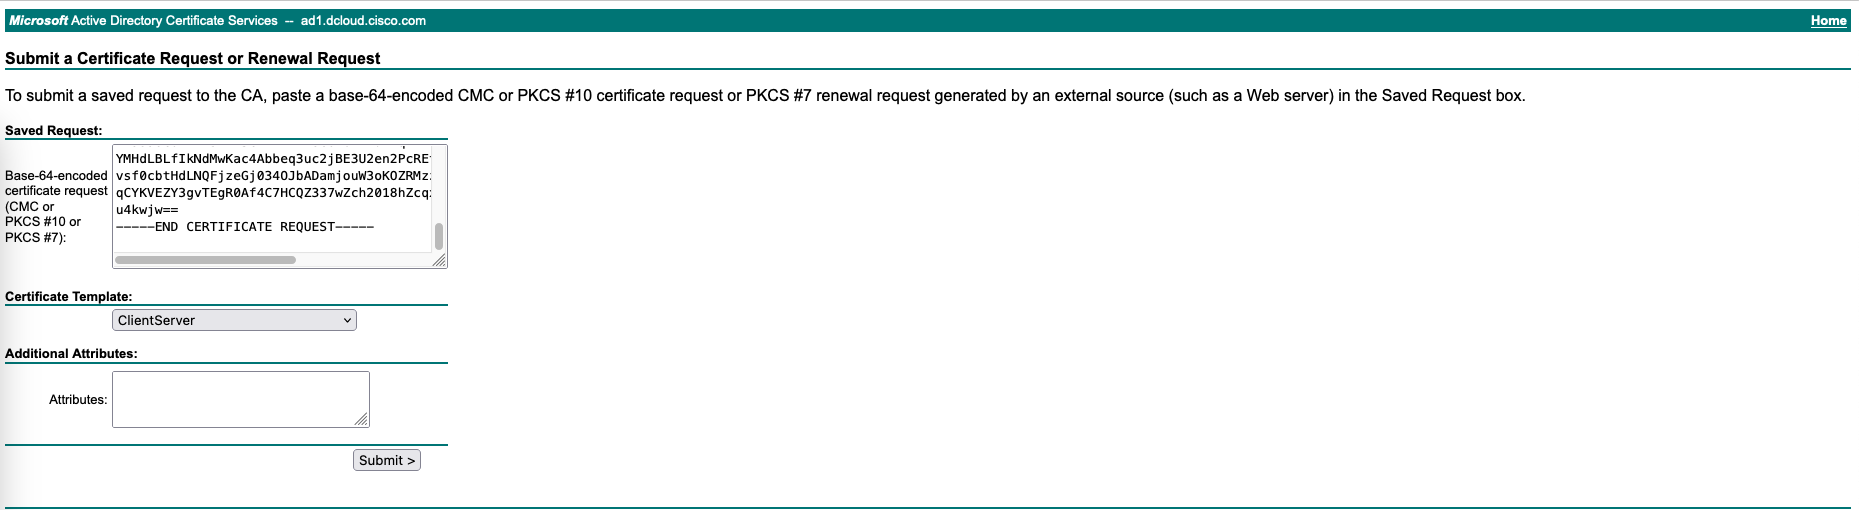 Microsoft Active Directory Certificate Services -- ad1.dcloud.cisco.com Home
Submit a Certificate Request or Renewal Request
To submit a saved request to the CA, paste a base-64-encoded CMC or PKCS #10 certificate request or PKCS #7 renewal request generated by an external source (such as a Web server) in the Saved Request box.
Saved Request:
Base-64-encoded
certificate request
(CMC or
PKCS #10 or
PKCS #7):
YMHdLBLfIkNdMwKac4Abbeq3uc2jBE3U2en2PcRE
vsf0cbtHdLNQFjzeGj034OJbADamjouW3oKOZRMz
qCYKVEZY3gvTEgR0Af4C7HCQZ337wZch2018hZcq
u4kwjw==
-----END CERTIFICATE REQUEST-----
Certificate Template:
ClientServer
Additional Attributes:
Attributes:
Submit >